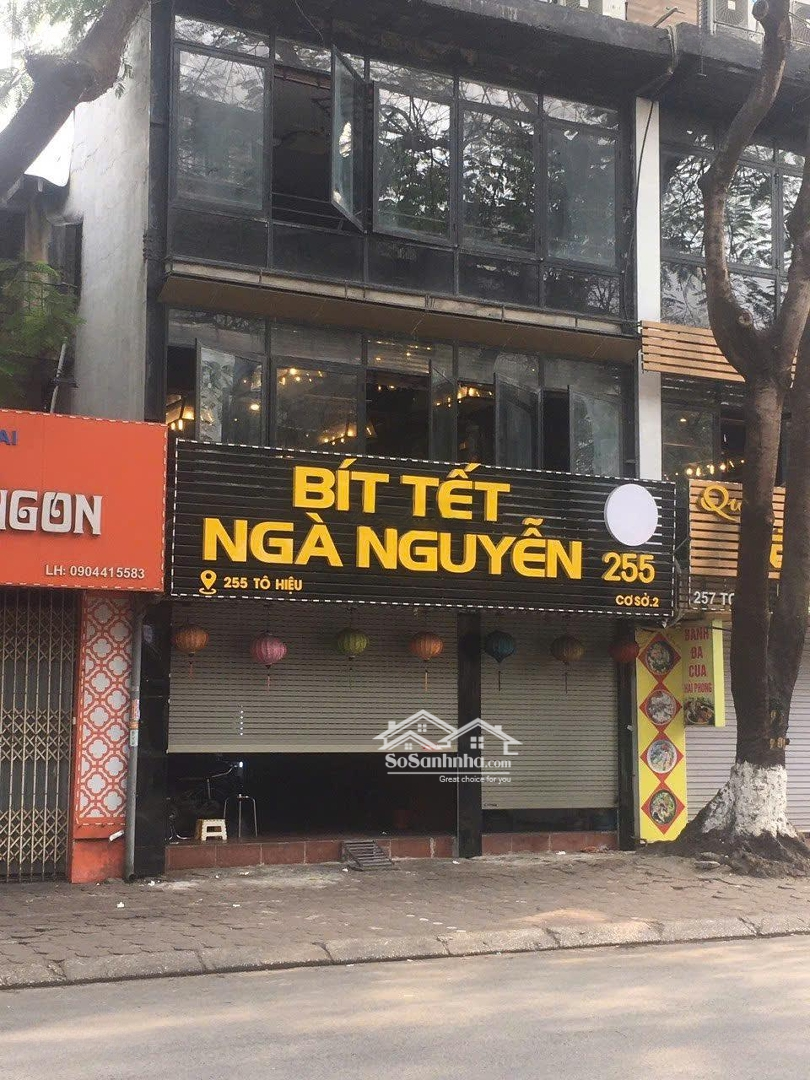 AI
NGON
LH: 0904415583
BÍT TẾT
NGÀ NGUYỄN 255
255 TÔ HIỆU
CƠ SỞ.2
257 TÔ
BÁNH
ĐA
CUA
HẢI PHÒNG
SoSanhnha.com
Great choice for you